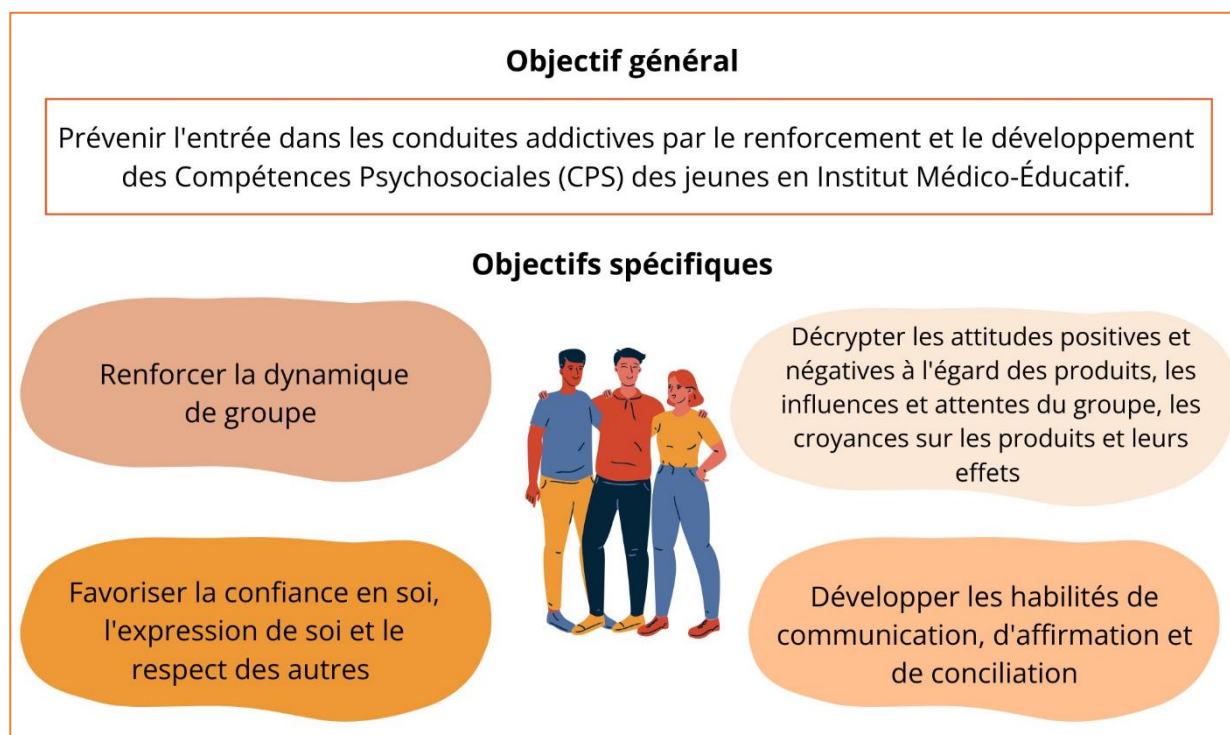 Objectif général
Prévenir l'entrée dans les conduites addictives par le renforcement et le développement
des Compétences Psychosociales (CPS) des jeunes en Institut Médico-Éducatif.
Objectifs spécifiques
Renforcer la dynamique
de groupe
Décrypter les attitudes positives et
négatives à l'égard des produits, les
influences et attentes du groupe, les
croyances sur les produits et leurs
effets
Favoriser la confiance en soi,
l'expression de soi et le
respect des autres
Développer les habilités de
communication, d'affirmation et
de conciliation